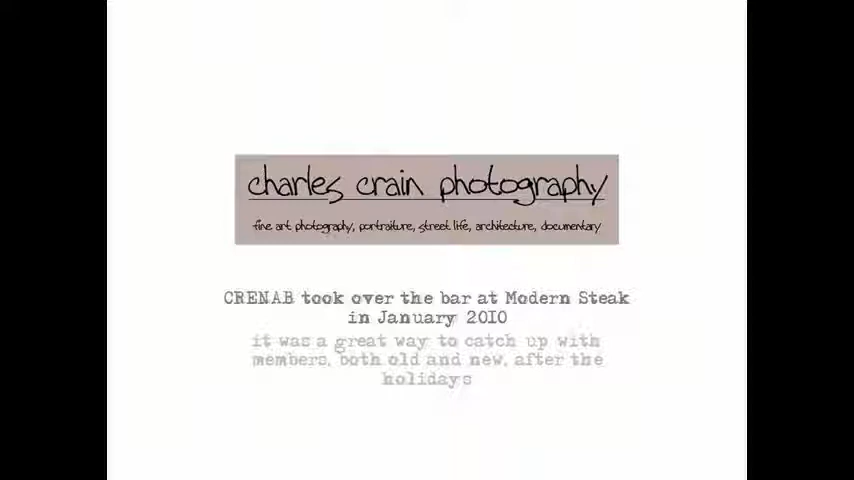 charles crain photography
fine art photography, portraiture, street life, architecture, documentary
CRENAB took over the bar at Modern Steak
in January 2010
it was a great way to catch up with
members, both old and new, after the
holidays